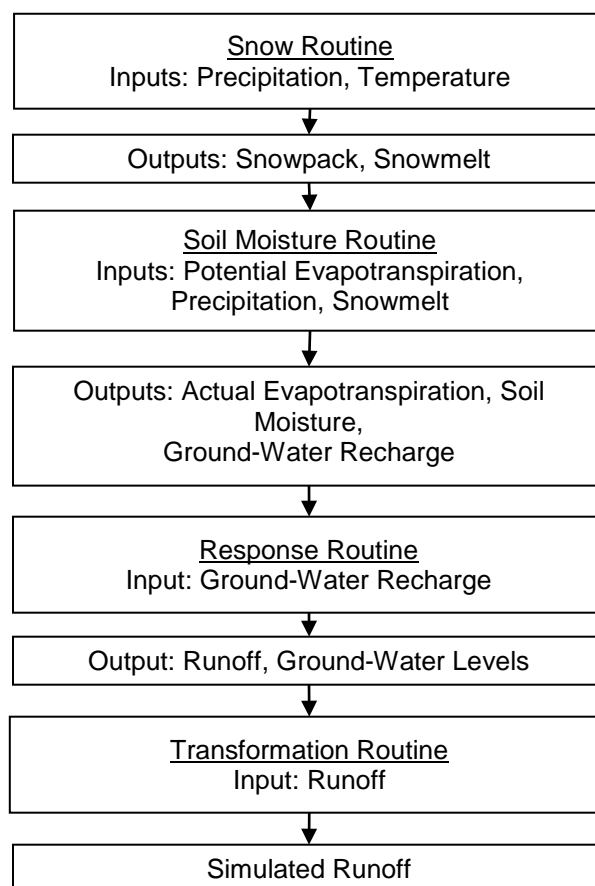 Snow Routine
Inputs: Precipitation, Temperature
Outputs: Snowpack, Snowmelt
Soil Moisture Routine
Inputs: Potential Evapotranspiration,
Precipitation, Snowmelt
Outputs: Actual Evapotranspiration, Soil
Moisture,
Ground-Water Recharge
Response Routine
Input: Ground-Water Recharge
Output: Runoff, Ground-Water Levels
Transformation Routine
Input: Runoff
Simulated Runoff